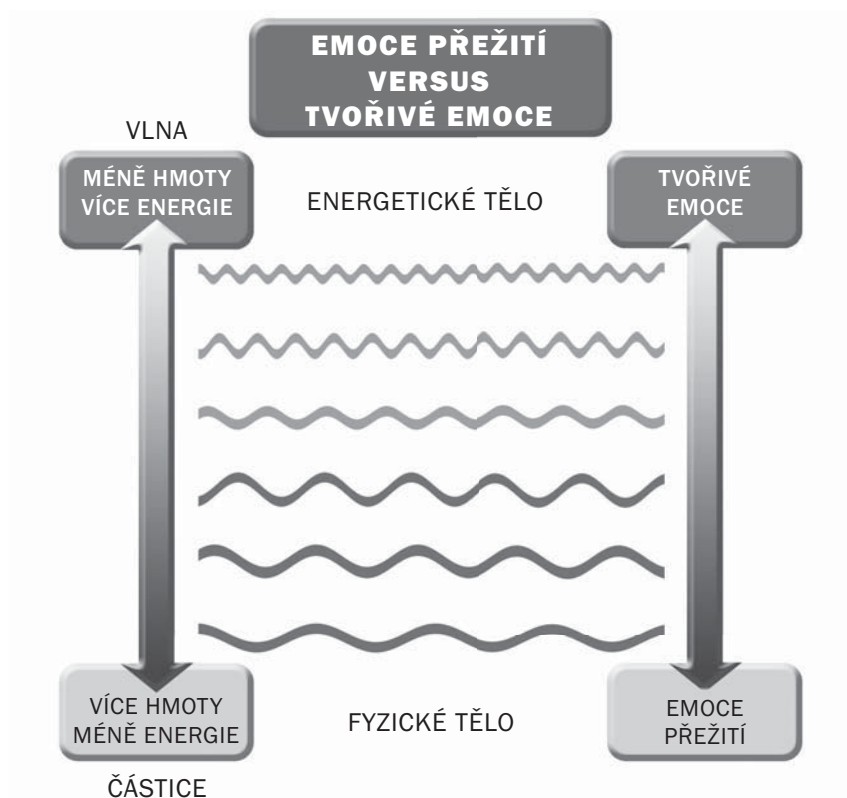 EMOCE PŘEŽITÍ
VERSUS
TVOŘIVÉ EMOCE
VLNA
MÉNĚ HMOTY
VÍCE ENERGIE
ENERGETICKÉ TĚLO
TVOŘIVÉ
EMOCE
VÍCE HMOTY
MÉNĚ ENERGIE
FYZICKÉ TĚLO
EMOCE
PŘEŽITÍ
ČÁSTICE